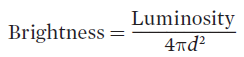 Brightness = Luminosity / 4πd²